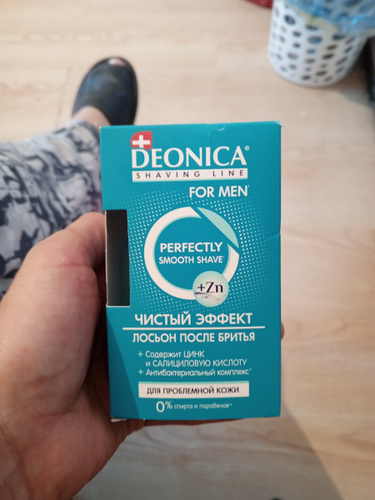 DEONICA
SHAVING LINE
FOR MEN
PERFECTLY
SMOOTH SHAVE
+Zn
ЧИСТЫЙ ЭФФЕКТ
ЛОСЬОН ПОСЛЕ БРИТЬЯ
+ Содержит ЦИНК
и САЛИЦИЛОВУЮ КИСЛОТУ
+ Антибактериальный комплекс*
ДЛЯ ПРОБЛЕМНОЙ КОЖИ
0% спирта и парабенов**